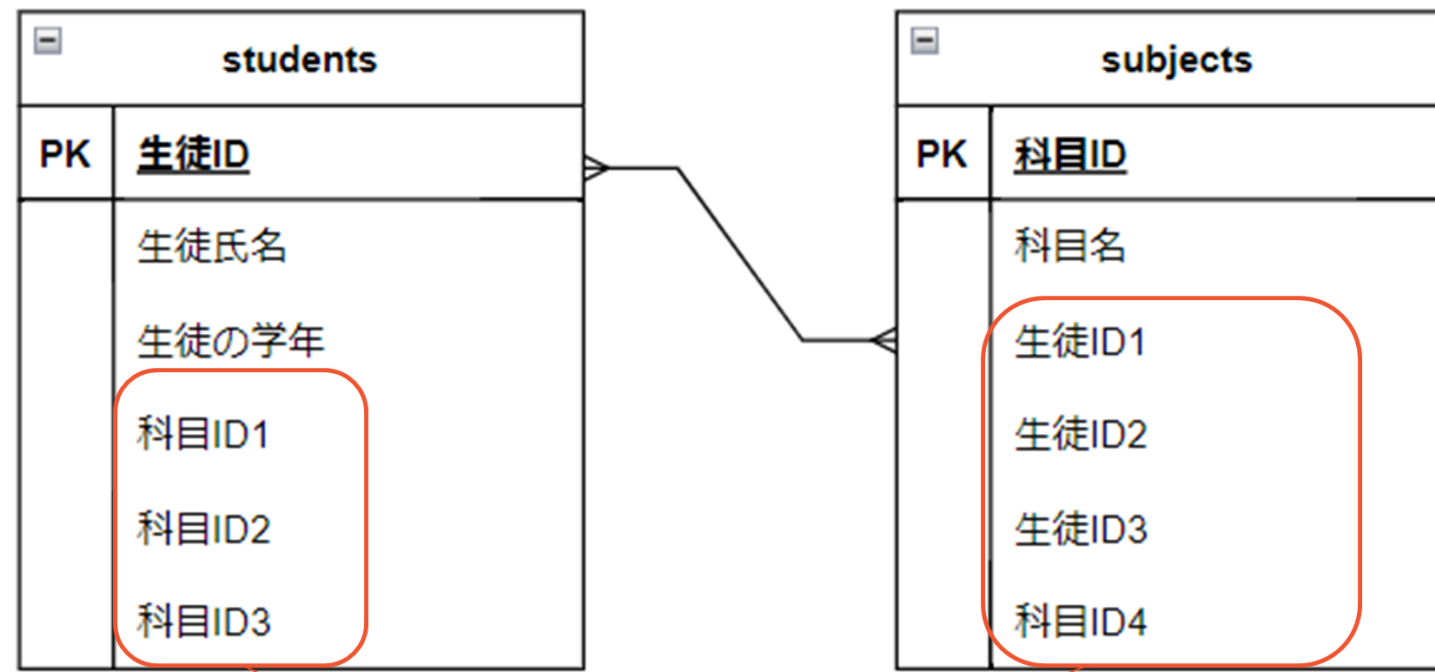 students
PK 生徒ID
生徒氏名
生徒の学年
科目ID1
科目ID2
科目ID3
subjects
PK 科目ID
科目名
生徒ID1
生徒ID2
生徒ID3
科目ID4